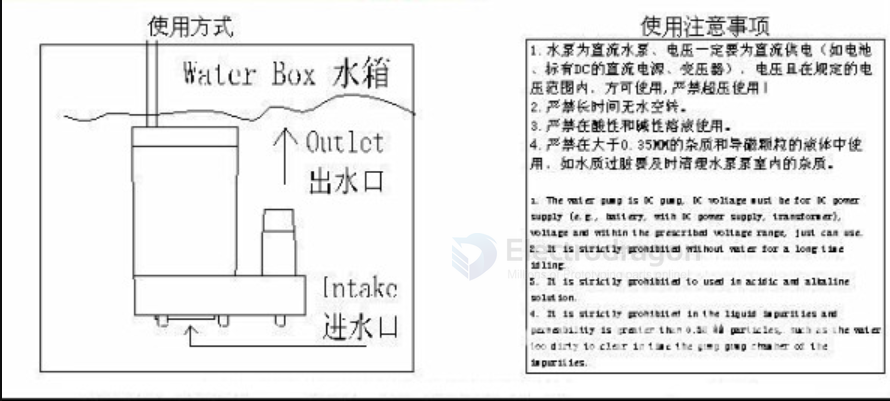 使用方式
Water Box 水箱
Outlet
出水口
Intake
进水口
使用注意事项
1. 水泵为直流水泵、电压一定要为直流供电（如电池
、标有DC的直流电源、变压器）、电压且在规定的电
压范围内、方可使用,严禁超压使用！
2. 严禁长时间无水空转。
3. 严禁在酸性和碱性溶液使用。
4. 严禁在大于0.35MM的杂质和导磁颗粒的液体中使
用、如水质过脏要及时清理水泵泵室内的杂质。
1. The water pump is DC pump, DC voltage must be for DC power
supply (e.g., battery, with DC power supply, transformer),
voltage and within the prescribed voltage range, just can use.
2. It is strictly prohibited without water for a long time
idling.
3. It is strictly prohibited to used in acidic and alkaline
solution.
4. It is strictly prohibited in the liquid impurities and
permeability is greater than particles, such as the water
too dirty to clear in time the pump pump chamber of the
impurities.
Electrodragon